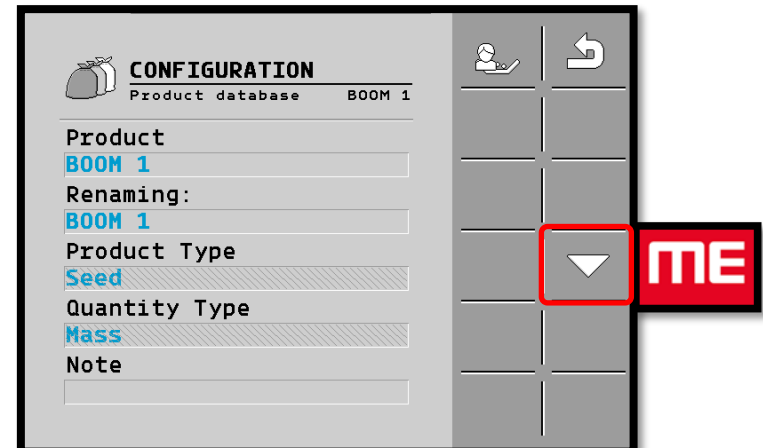 CONFIGURATION
Product database BOOM 1
Product
BOOM 1
Renaming:
BOOM 1
Product Type
Seed
Quantity Type
Mass
Note
ME